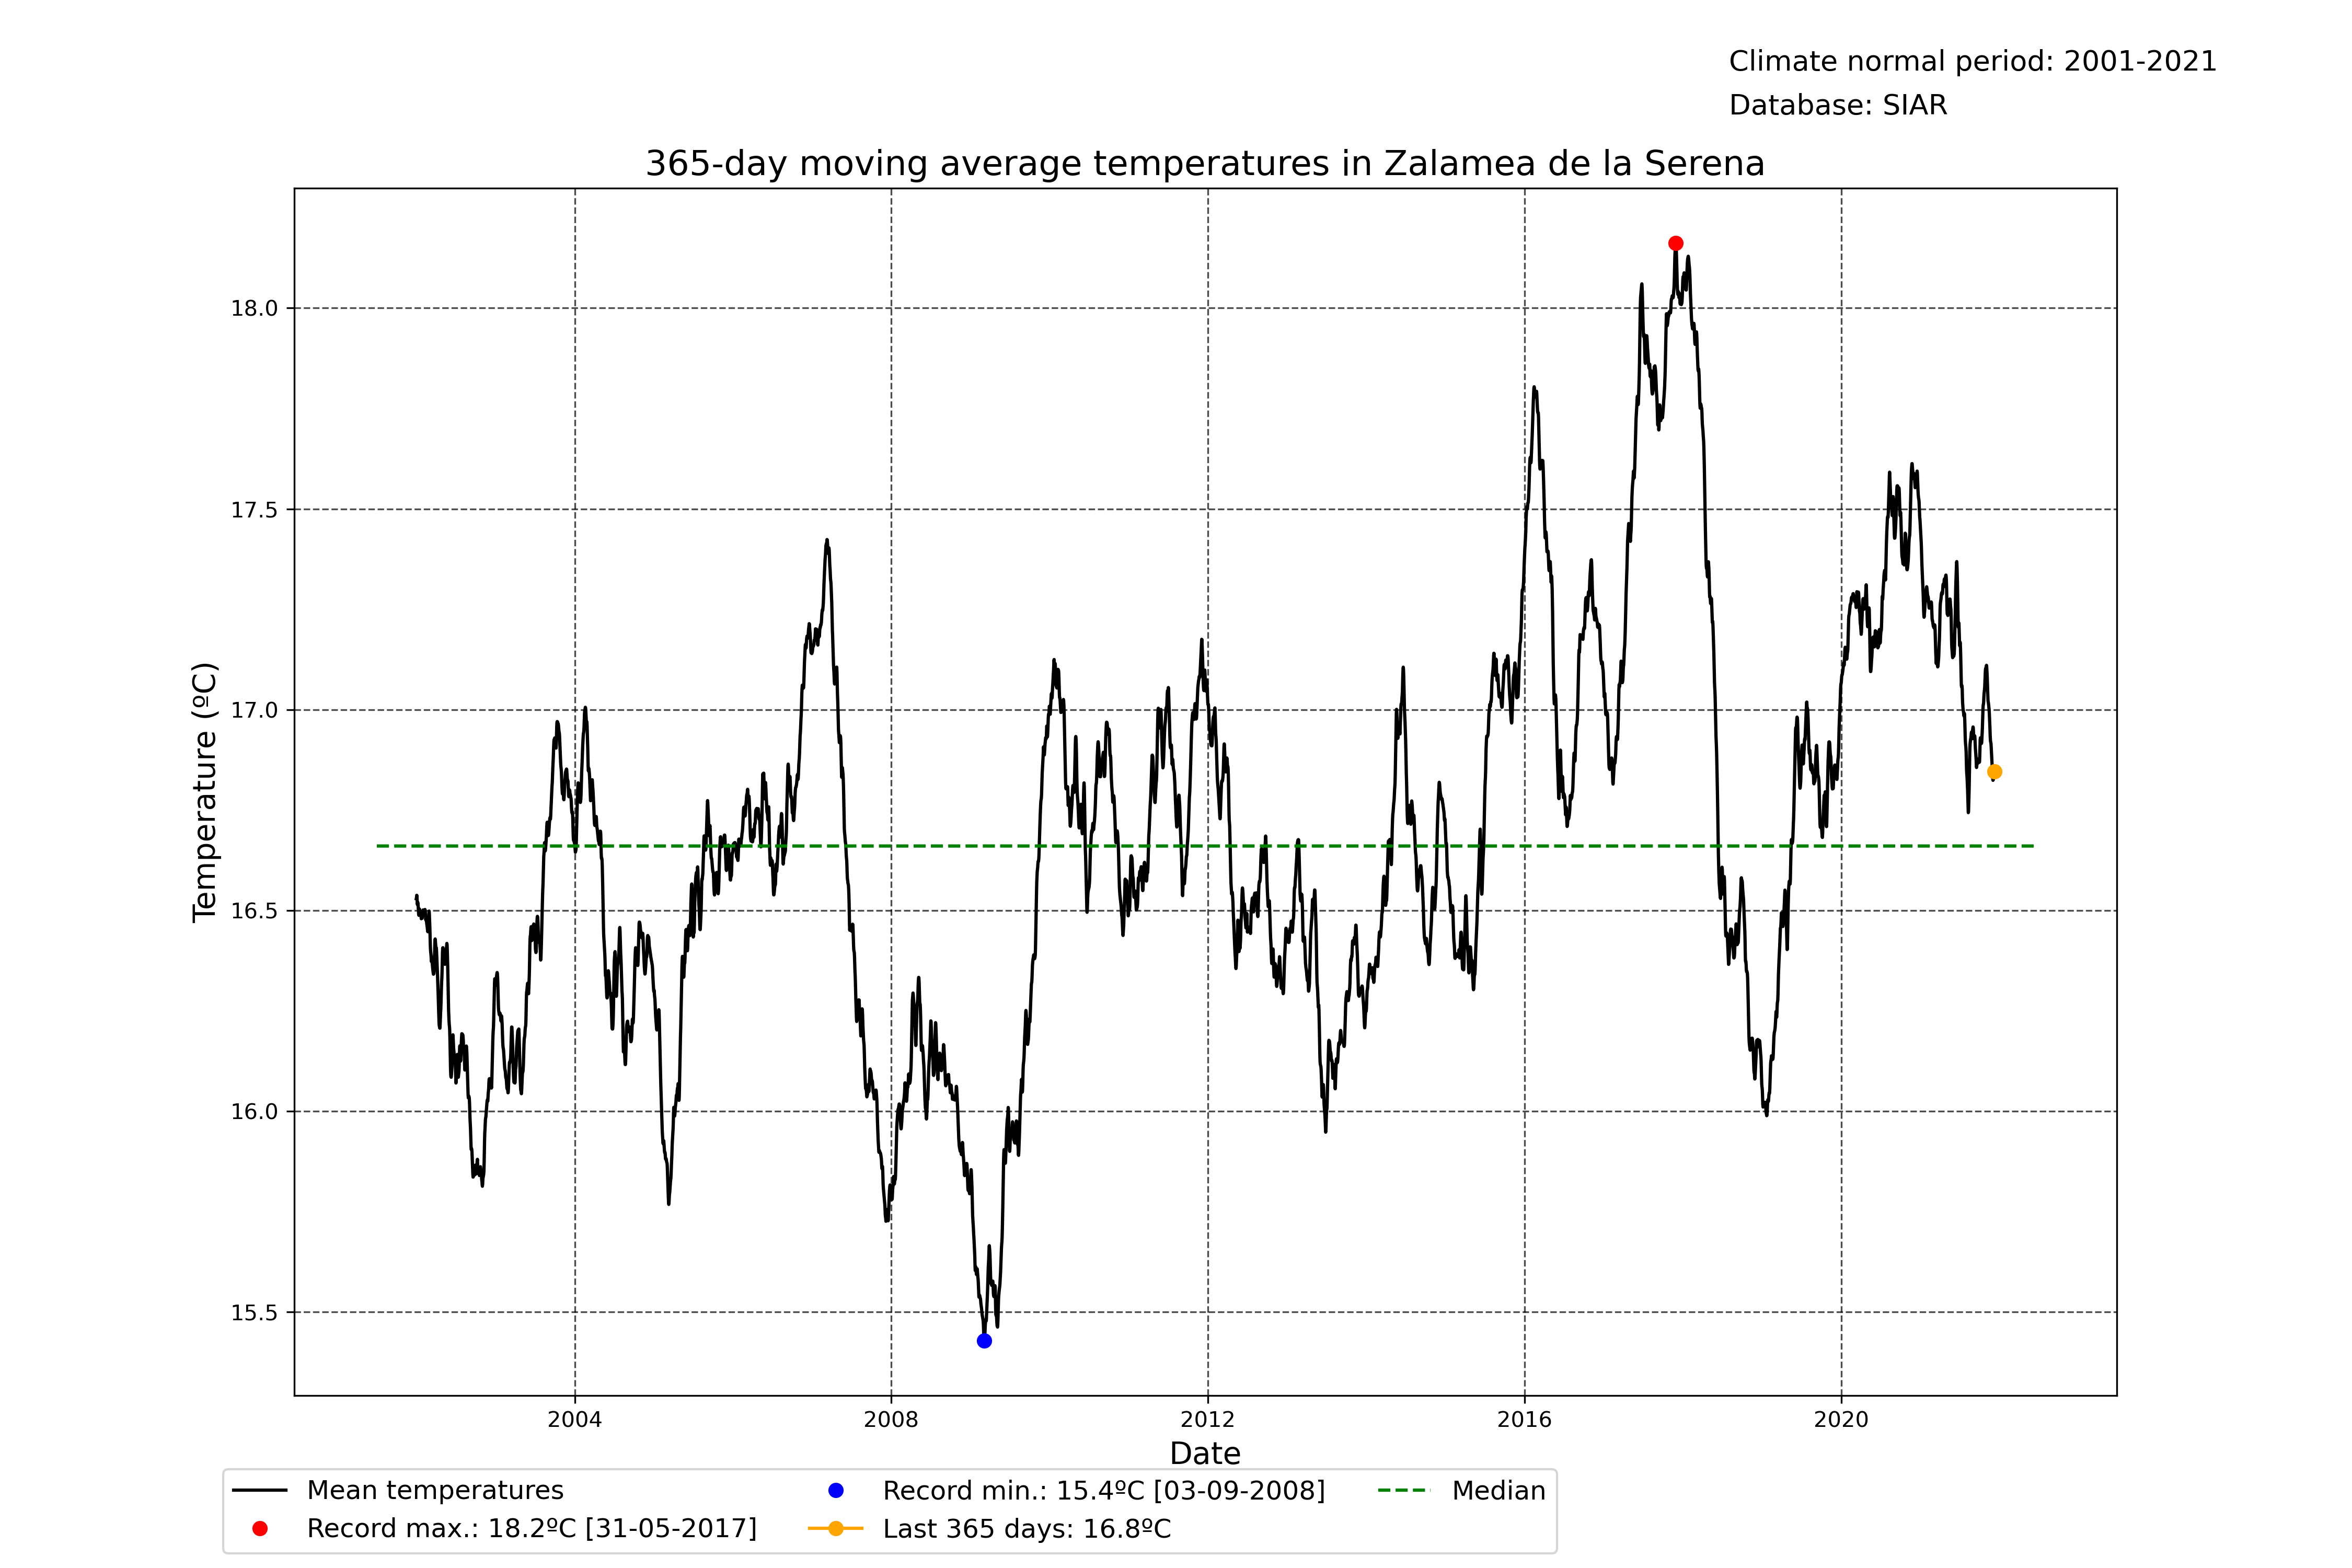 Climate normal period: 2001-2021
Database: SIAR
365-day moving average temperatures in Zalamea de la Serena
Temperature (ºC)
18.0
17.5
17.0
16.5
16.0
15.5
2004
2008
2012
2016
2020
Date
Mean temperatures
Record max.: 18.2ºC [31-05-2017]
Record min.: 15.4ºC [03-09-2008]
Last 365 days: 16.8ºC
Median